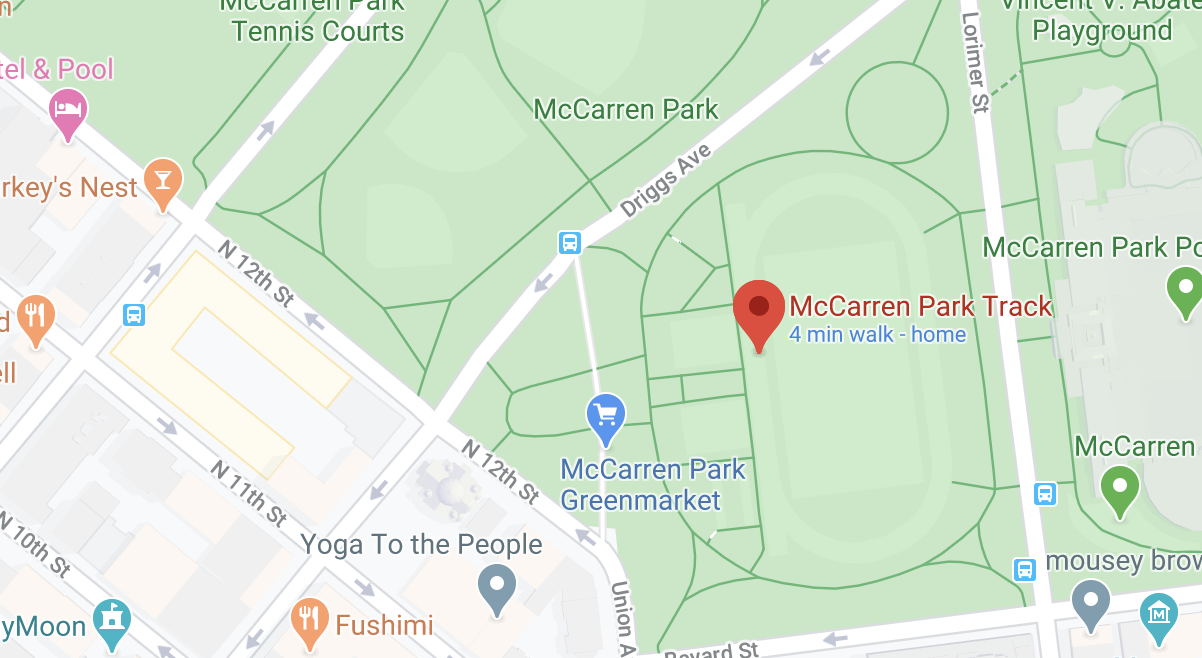 McCarren Park
Tennis Courts
Vincent V. Abate
Playground
Lorimer St
tel & Pool
McCarren Park
Driggs Ave
rkey's Nest
N 12th St
McCarren Park Po
McCarren Park Track
4 min walk - home
d
ell
McCarren
N 12th St
McCarren Park
Greenmarket
N 11th St
N 10th St
Yoga To the People
mousey brow
Union A
yMoon
Fushimi
M
Bayard St